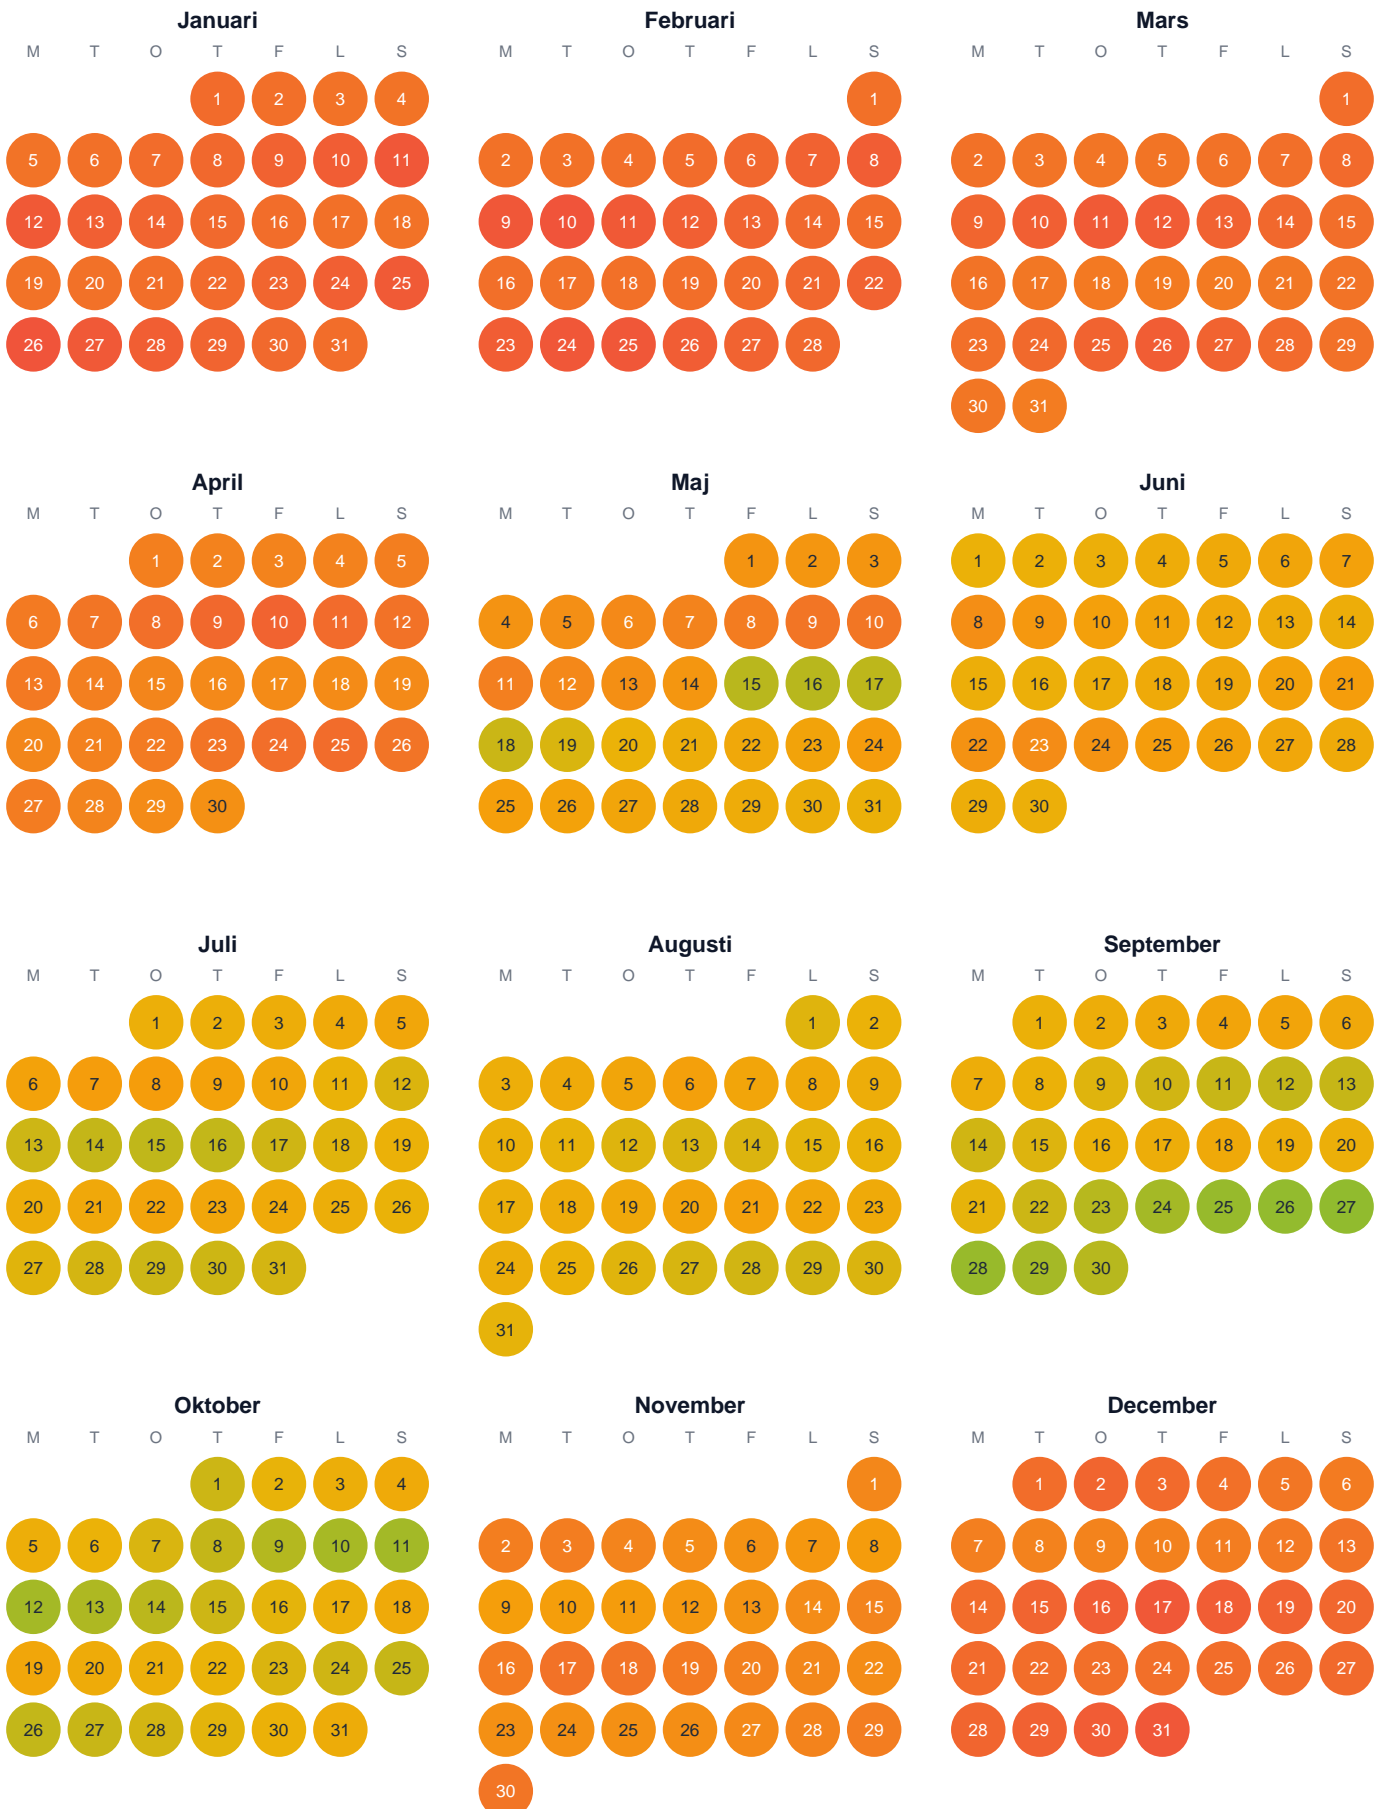 Januari Februari Mars
M T O T F L S M T O T F L S M T O T F L S
1 2 3 4 1 1
5 6 7 8 9 10 11 2 3 4 5 6 7 8 2 3 4 5 6 7 8
12 13 14 15 16 17 18 9 10 11 12 13 14 15 9 10 11 12 13 14 15
19 20 21 22 23 24 25 16 17 18 19 20 21 22 16 17 18 19 20 21 22
26 27 28 29 30 31 23 24 25 26 27 28 23 24 25 26 27 28 29
30 31
April Maj Juni
M T O T F L S M T O T F L S M T O T F L S
1 2 3 4 5 1 2 3 1 2 3 4 5 6 7
6 7 8 9 10 11 12 4 5 6 7 8 9 10 8 9 10 11 12 13 14
13 14 15 16 17 18 19 11 12 13 14 15 16 17 15 16 17 18 19 20 21
20 21 22 23 24 25 26 18 19 20 21 22 23 24 22 23 24 25 26 27 28
27 28 29 30 25 26 27 28 29 30 31 29 30
Juli Augusti September
M T O T F L S M T O T F L S M T O T F L S
1 2 3 4 5 1 2 1 2 3 4 5 6
6 7 8 9 10 11 12 3 4 5 6 7 8 9 7 8 9 10 11 12 13
13 14 15 16 17 18 19 10 11 12 13 14 15 16 14 15 16 17 18 19 20
20 21 22 23 24 25 26 17 18 19 20 21 22 23 21 22 23 24 25 26 27
27 28 29 30 31 24 25 26 27 28 29 30 28 29 30
31
Oktober November December
M T O T F L S M T O T F L S M T O T F L S
1 2 3 4 1 1 2 3 4 5 6
5 6 7 8 9 10 11 2 3 4 5 6 7 8 7 8 9 10 11 12 13
12 13 14 15 16 17 18 9 10 11 12 13 14 15 14 15 16 17 18 19 20
19 20 21 22 23 24 25 16 17 18 19 20 21 22 21 22 23 24 25 26 27
26 27 28 29 30 31 23 24 25 26 27 28 29 28 29 30 31
30